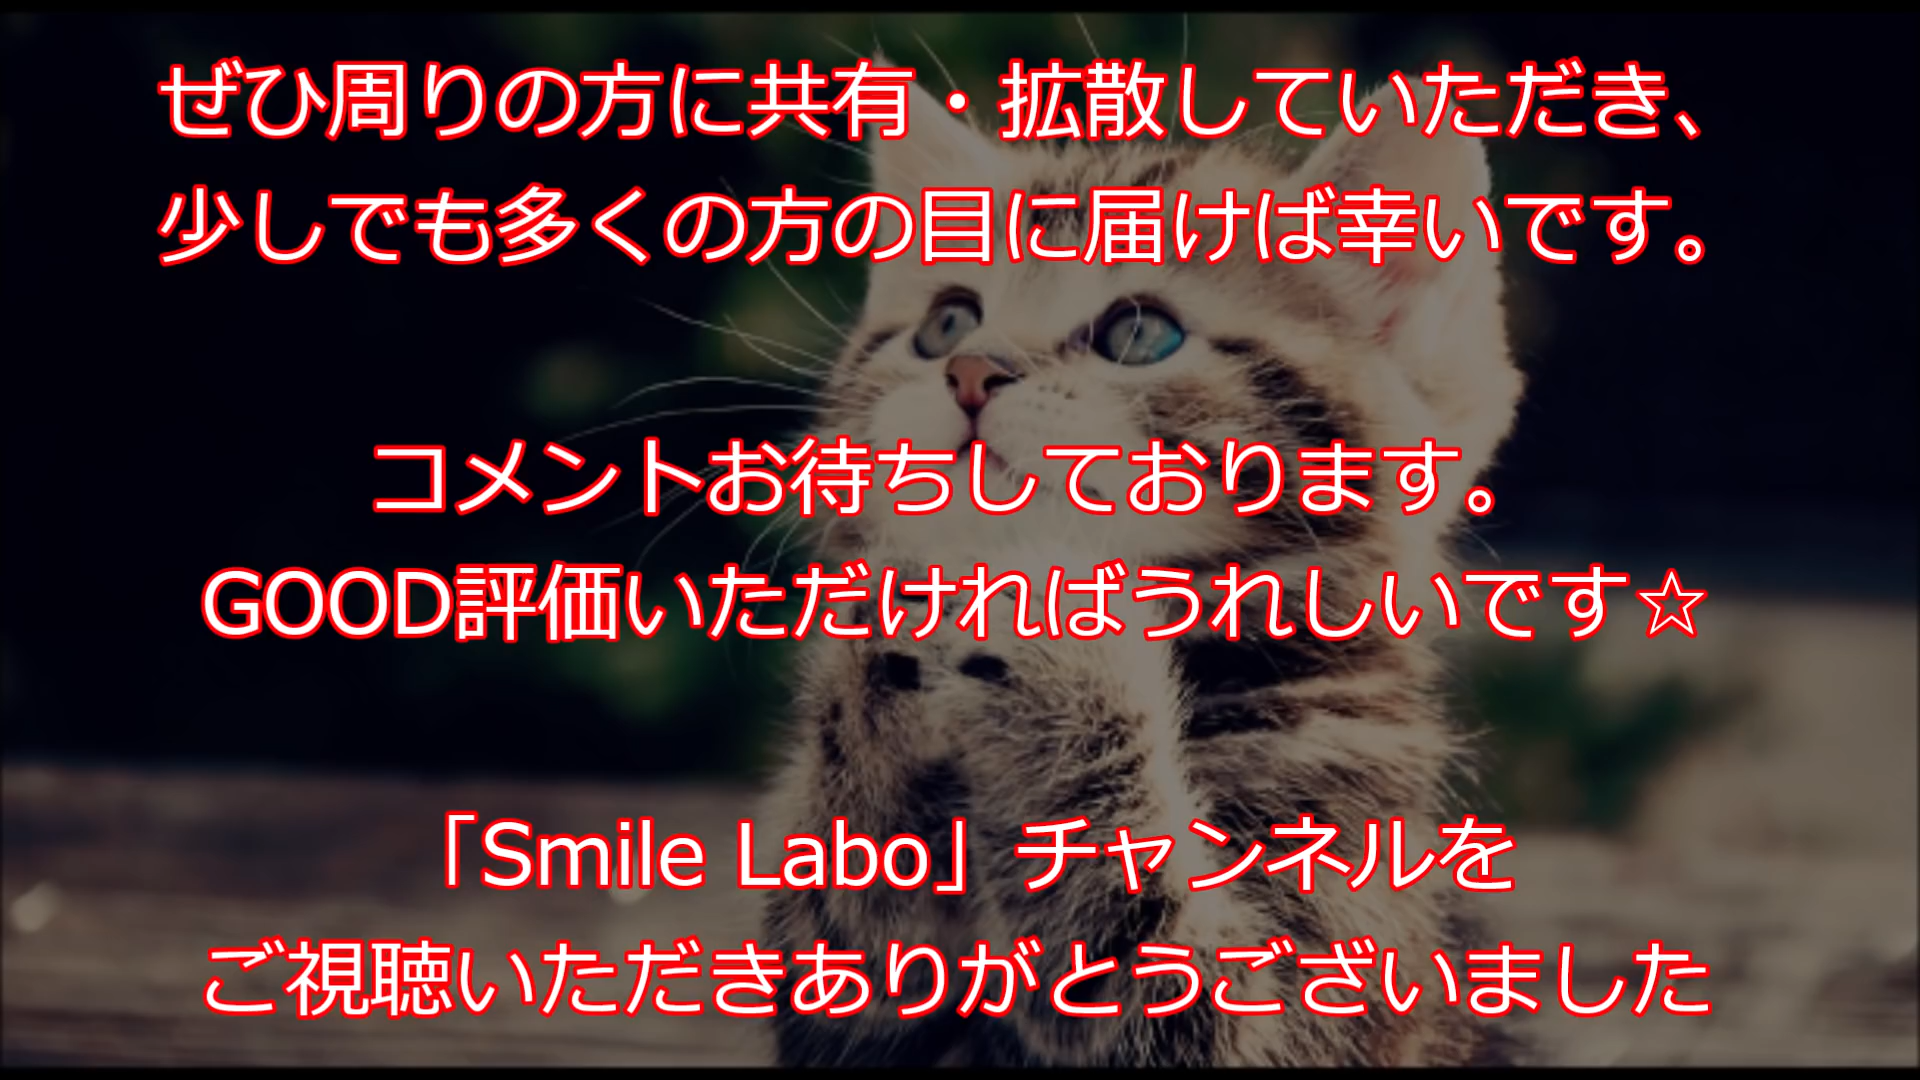 ぜひ周りの方に共有・拡散していただき、
少しでも多くの方の目に届けば幸いです。
コメントお待ちしております。
GOOD評価いただければうれしいです☆
「Smile Labo」チャンネルを
ご視聴いただきありがとうございました